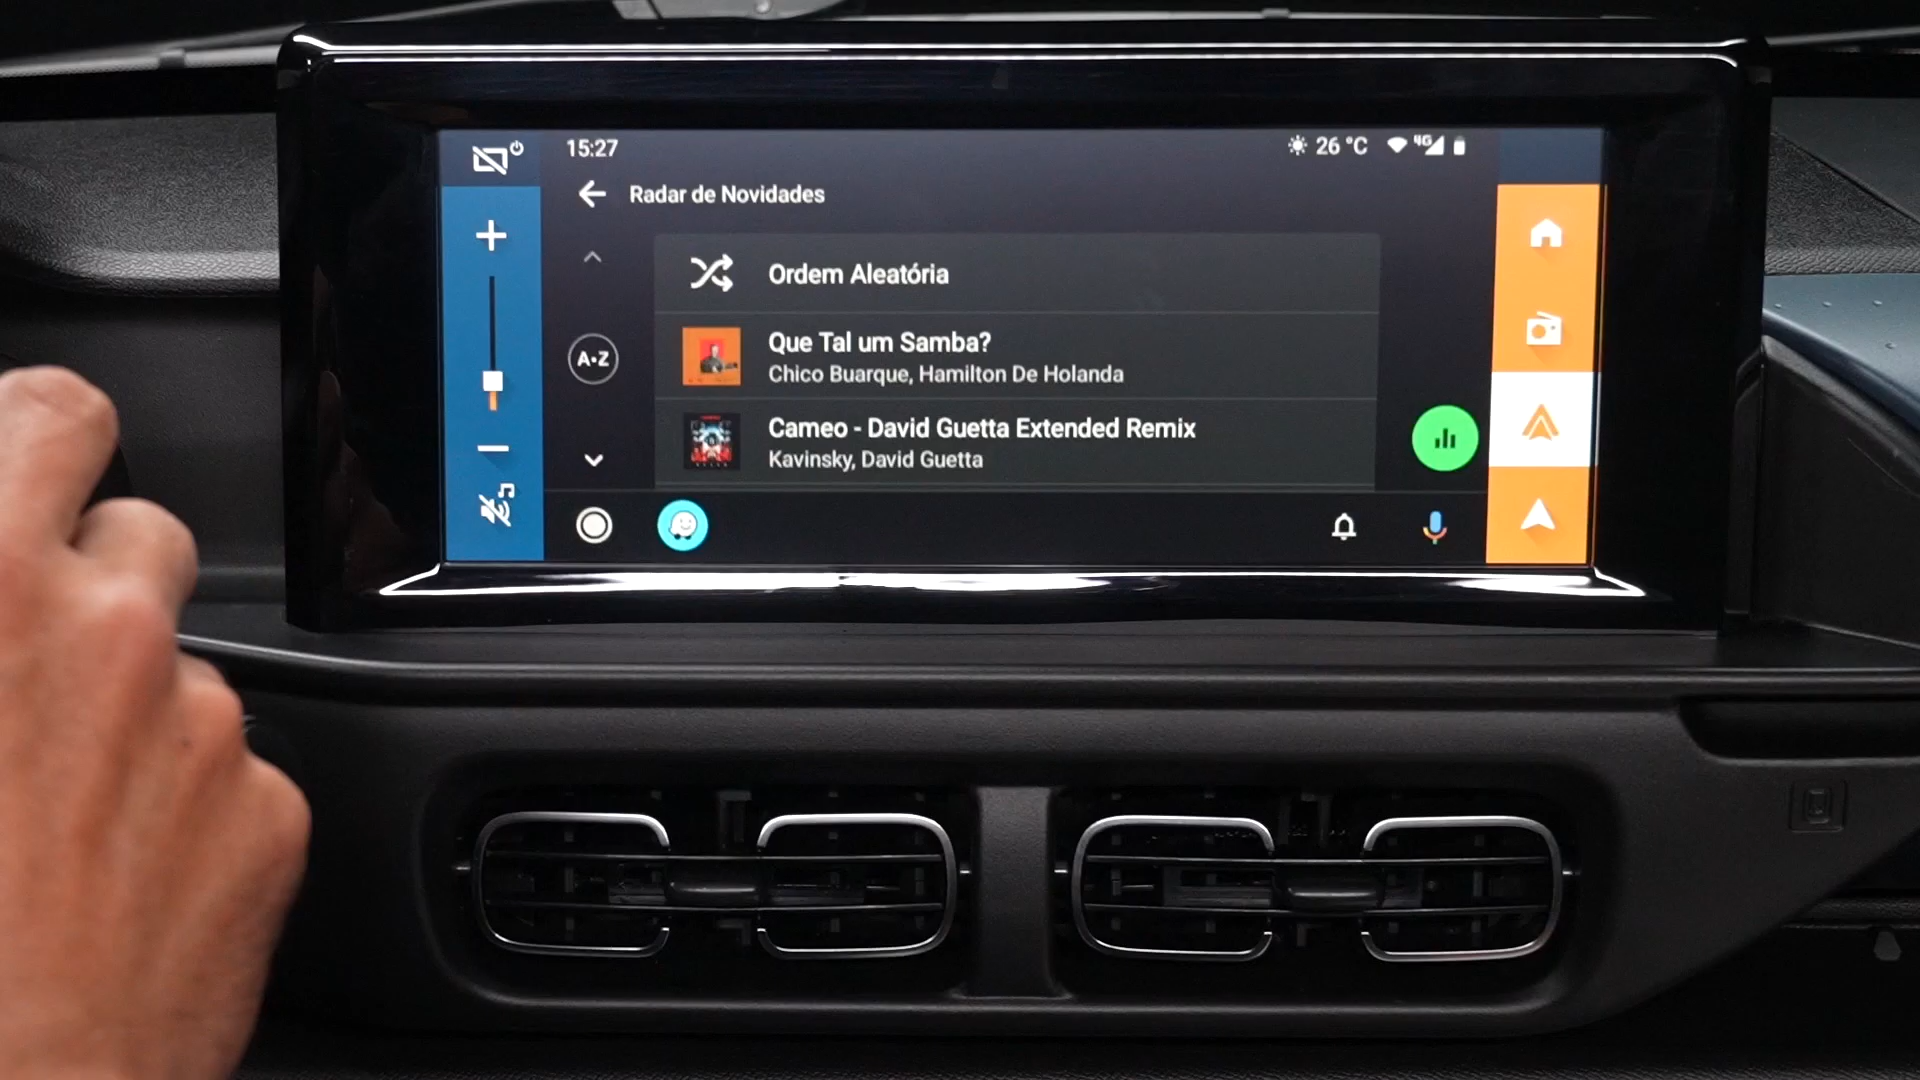 15:27
26 °C
4G
Radar de Novidades
Ordem Aleatória
A•Z
Que Tal um Samba?
Chico Buarque, Hamilton De Holanda
Cameo - David Guetta Extended Remix
Kavinsky, David Guetta